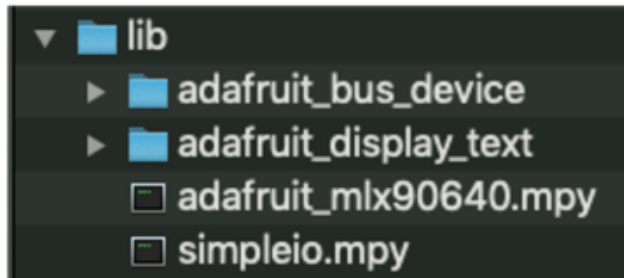 lib
adafruit_bus_device
adafruit_display_text
adafruit_mlx90640.mpy
simpleio.mpy